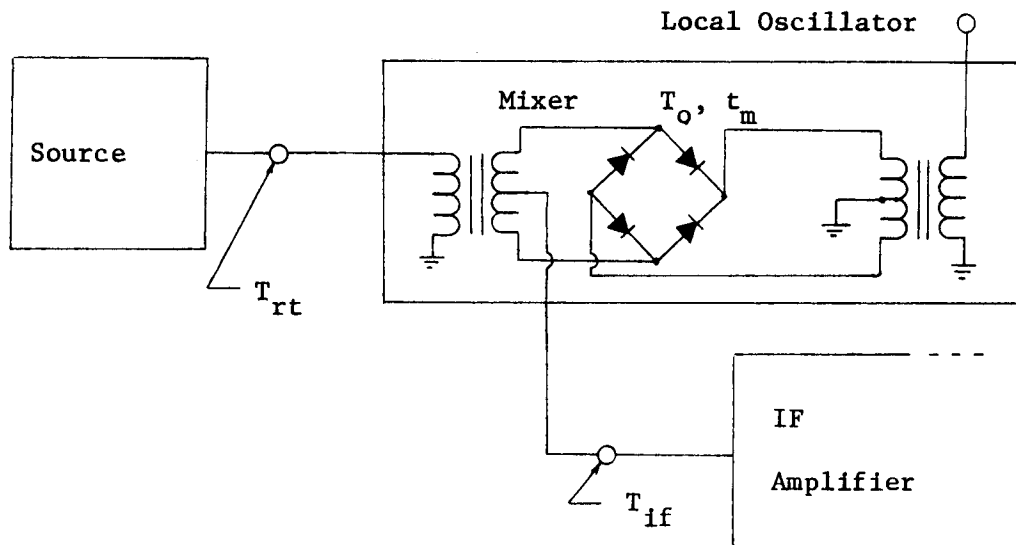 Local Oscillator
Mixer
T_o, t_m
Source
T_rt
IF
Amplifier
T_if